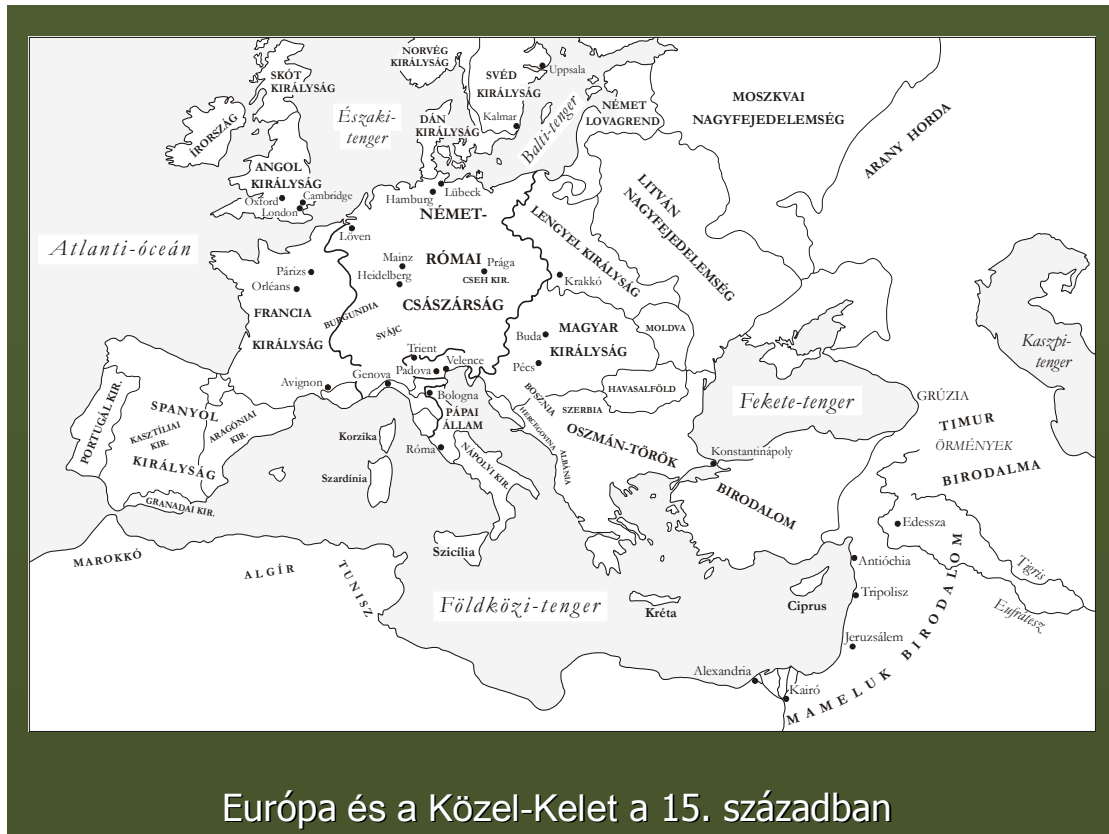 NORVÉG
KIRÁLYSÁG
SKÓT
KIRÁLYSÁG
SVÉD
KIRÁLYSÁG
Uppsala
Kalmar
Északi-
tenger
DÁN
KIRÁLYSÁG
Balti-tenger
NÉMET
LOVAGREND
MOSZKVAI
NAGYFEJEDELEMSÉG
ARANY HORDA
ÍRORSZÁG
ANGOL
KIRÁLYSÁG
Oxford
Cambridge
London
Hamburg
Lübeck
NÉMET-
RÓMAI
CSÁSZÁRSÁG
LITVÁN
NAGYFEJEDELEMSÉG
LENGYEL KIRÁLYSÁG
Atlanti-óceán
Löven
Mainz
Heidelberg
Prága
CSEH KIR.
Krakkó
Párizs
Orléans
FRANCIA
KIRÁLYSÁG
BURGUNDIA
SVÁJC
MAGYAR
KIRÁLYSÁG
Buda
Pécs
MOLDVA
HAVASALFÖLD
Kaszpi-
tenger
Trient
Velence
Padova
Genova
Avignon
Bologna
PÁPAI
ÁLLAM
BOSZNIA
HERCEGOVINA
SZERBIA
ALBÁNIA
OSZMÁN-TÖRÖK
BIRODALOM
Fekete-tenger
GRÚZIA
TIMUR
ÖRMÉNYEK
BIRODALMA
PORTUGÁL KIR.
SPANYOL
KIRÁLYSÁG
KASZTÍLIAI
KIR.
ARAGÓNIAI
KIR.
GRANADAI KIR.
Korzika
Szardínia
Róma
NÁPOLYI KIR.
Konstantinápoly
Edessza
Szicília
MAROKKÓ
ALGÍR
TUNISZ
Földközi-tenger
Kréta
Ciprus
Antióchia
Tripolisz
Jeruzsálem
Tigris
Eufrátesz
Alexandria
Kairó
MAMELUK BIRODALOM
Európa és a Közel-Kelet a 15. században